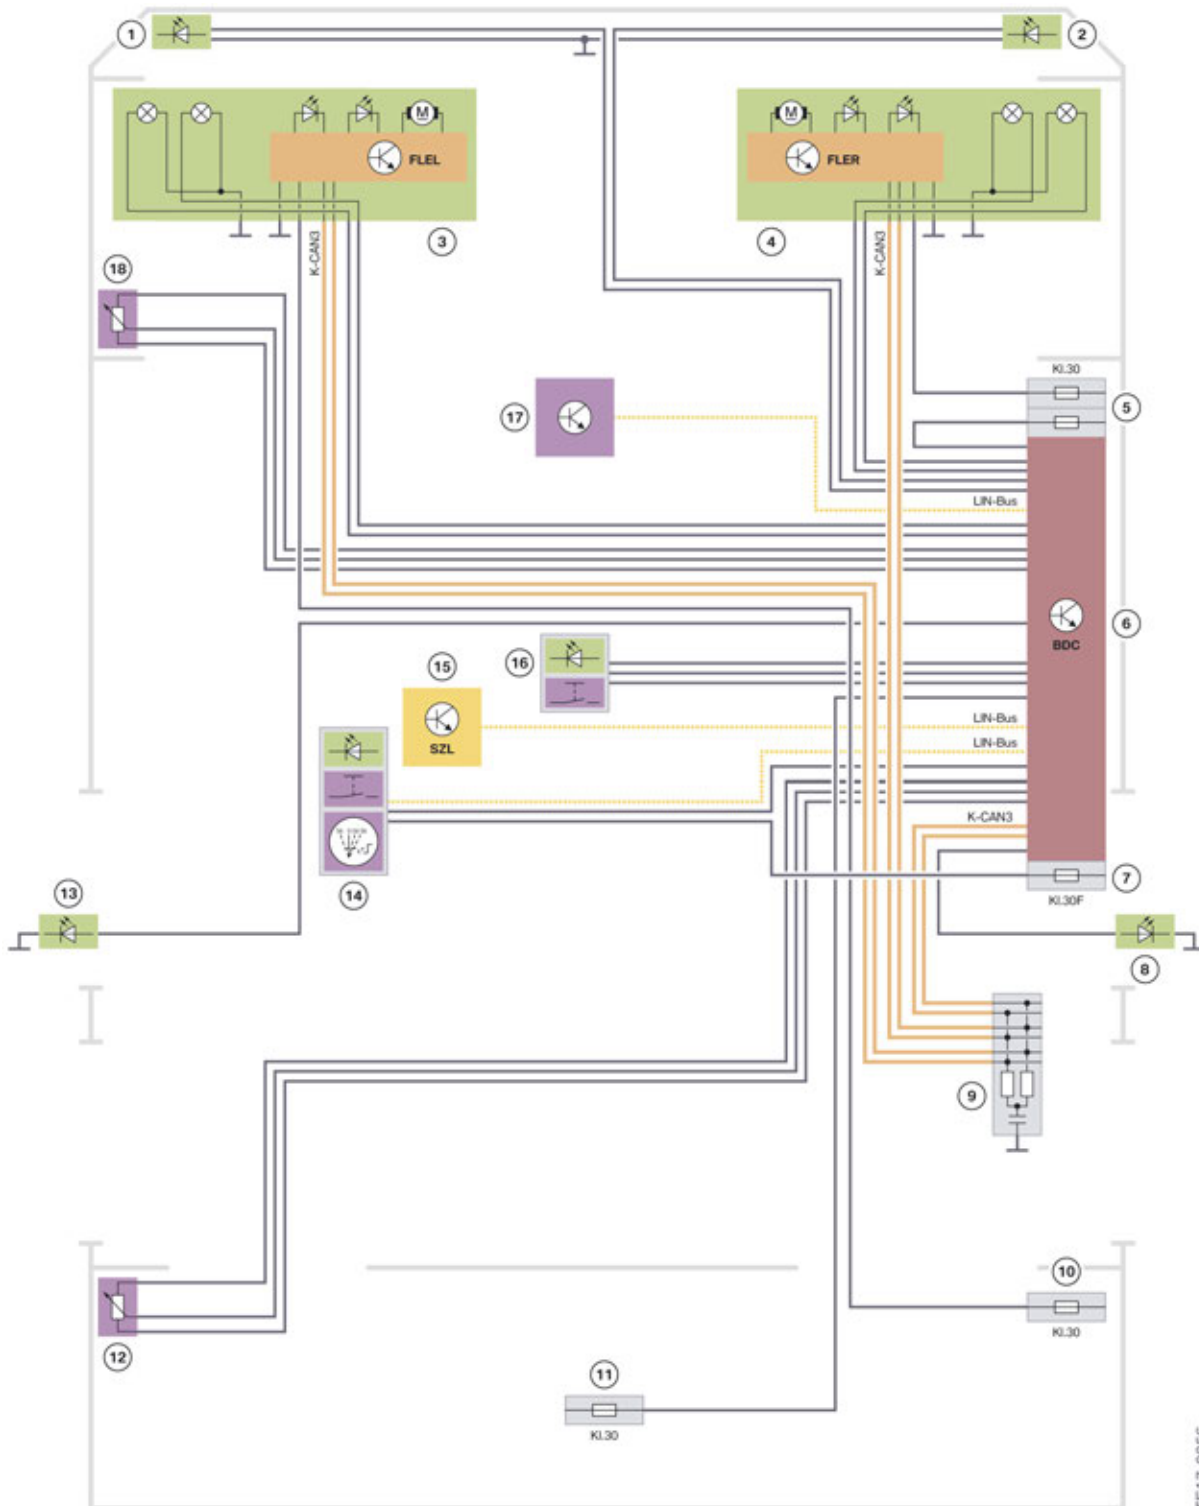 1
2
M
FLEL
M
FLER
K-CAN3
3
4
K-CAN3
18
Kl.30
5
17
LIN-Bus
6
BDC
16
15
SZL
LIN-Bus
LIN-Bus
K-CAN3
14
7
Kl.30F
13
8
9
10
Kl.30
12
11
Kl.30